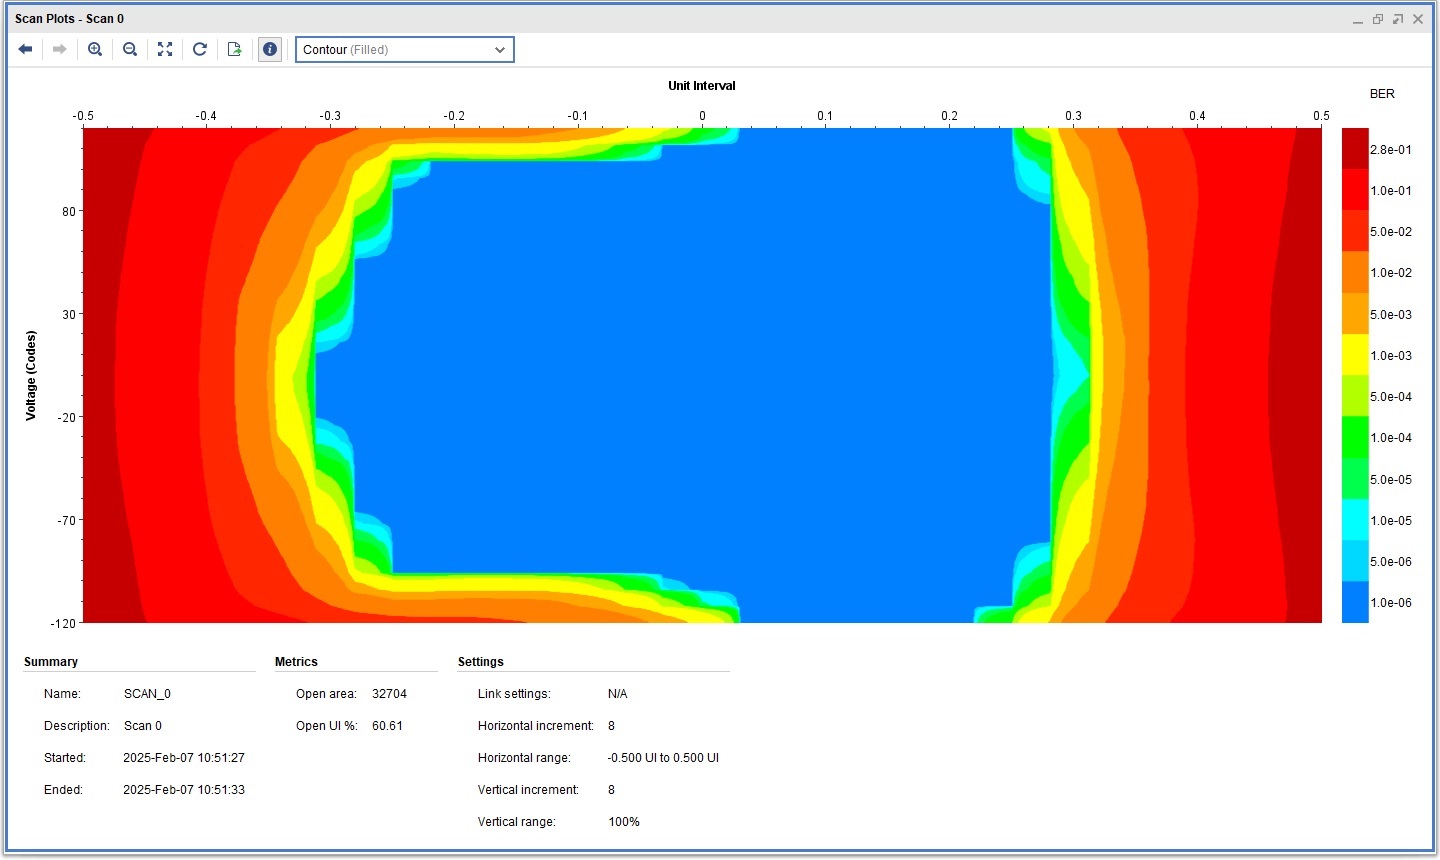 Scan Plots - Scan 0
Contour (Filled)
Unit Interval
BER
-0.5 -0.4 -0.3 -0.2 -0.1 0 0.1 0.2 0.3 0.4 0.5
2.8e-01
1.0e-01
5.0e-02
1.0e-02
5.0e-03
1.0e-03
5.0e-04
1.0e-04
5.0e-05
1.0e-05
5.0e-06
1.0e-06
Voltage (Codes)
80
30
-20
-70
-120
Summary
Name: SCAN_0
Description: Scan 0
Started: 2025-Feb-07 10:51:27
Ended: 2025-Feb-07 10:51:33
Metrics
Open area: 32704
Open UI %: 60.61
Settings
Link settings: N/A
Horizontal increment: 8
Horizontal range: -0.500 UI to 0.500 UI
Vertical increment: 8
Vertical range: 100%